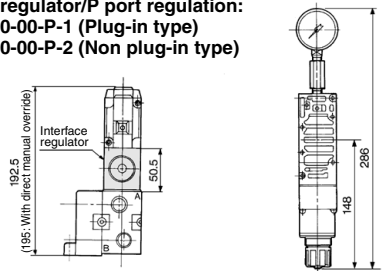 regulator/P port regulation:
0-00-P-1 (Plug-in type)
0-00-P-2 (Non plug-in type)
Interface
regulator
192.5
(195: With direct manual override)
50.5
A
B
148
286